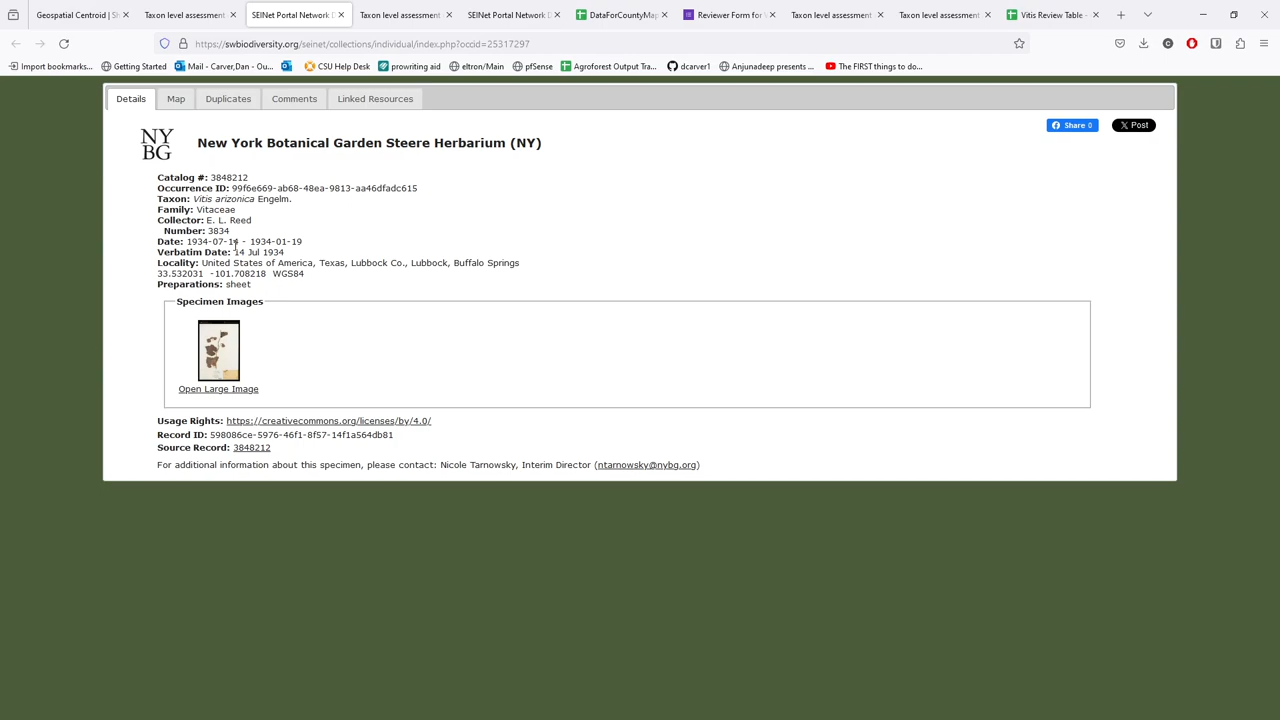 Geospatial Centroid | Sh
Taxon level assessment
SEINet Portal Network D
Taxon level assessment
SEINet Portal Network D
DataForCountyMap
Reviewer Form for V
Taxon level assessment
Taxon level assessment
Vitis Review Table -
https://swbiodiversity.org/seinet/collections/individual/index.php?occid=25317297
Import bookmarks...
Getting Started
Mail - Carver,Dan - Ou...
CSU Help Desk
prowriting aid
eltron/Main
pfSense
Agroforest Output Tra...
dcarver1
Anjunadeep presents ...
The FIRST things to do...
Details
Map
Duplicates
Comments
Linked Resources
Share 0
Post
NY
BG
New York Botanical Garden Steere Herbarium (NY)
Catalog #: 3848212
Occurrence ID: 99f6e669-ab68-48ea-9813-aa46dfadc615
Taxon: Vitis arizonica Engelm.
Family: Vitaceae
Collector: E. L. Reed
Number: 3834
Date: 1934-07-14 - 1934-01-19
Verbatim Date: 14 Jul 1934
Locality: United States of America, Texas, Lubbock Co., Lubbock, Buffalo Springs
33.532031 -101.708218 WGS84
Preparations: sheet
Specimen Images
Open Large Image
Usage Rights: https://creativecommons.org/licenses/by/4.0/
Record ID: 598086ce-5976-46f1-8f57-14f1a564db81
Source Record: 3848212
For additional information about this specimen, please contact: Nicole Tarnowsky, Interim Director (ntarnowsky@nybg.org)